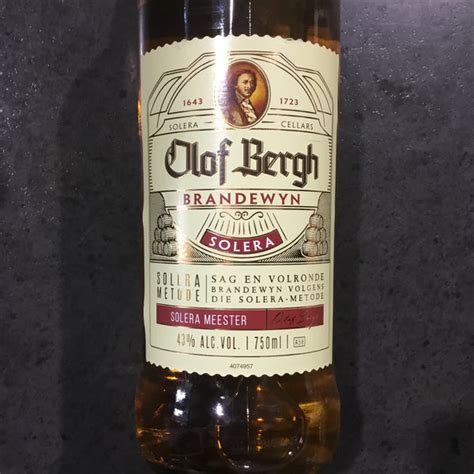 1643 1723
SOLERA CELLARS
Olof Bergh
BRANDEWYN
SOLERA
SOLERA METODE
SAG EN VOLRONDE
BRANDEWYN VOLGENS
DIE SOLERA-METODE
SOLERA MEESTER
43% ALC.VOL. | 750ml | A58
4074957